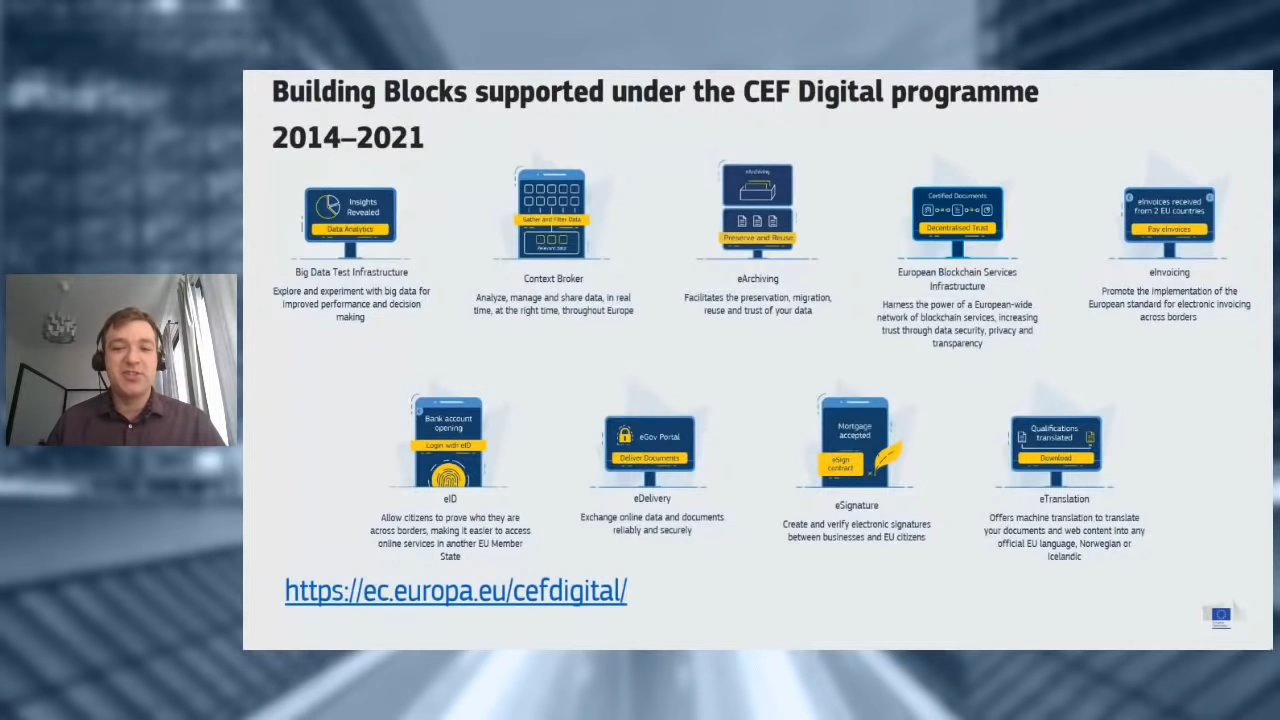 Building Blocks supported under the CEF Digital programme
2014–2021
Insights
Revealed
Data Analytics
Big Data Test Infrastructure
Explore and experiment with big data for
improved performance and decision
making
Gather and Filter Data
Relevant data
Context Broker
Analyze, manage and share data, in real
time, at the right time, throughout Europe
eArchiving
Preserve and Reuse
eArchiving
Facilitates the preservation, migration,
reuse and trust of your data
Certified Documents
Decentralised Trust
European Blockchain Services
Infrastructure
Harness the power of a European-wide
network of blockchain services, increasing
trust through data security, privacy and
transparency
eInvoices received
from 2 EU countries
Pay eInvoices
eInvoicing
Promote the implementation of the
European standard for electronic invoicing
across borders
Bank account
opening
Login with eID
eID
Allow citizens to prove who they are
across borders, making it easier to access
online services in another EU Member
State
eGov Portal
Deliver Documents
eDelivery
Exchange online data and documents
reliably and securely
Mortgage
accepted
eSign
contract
eSignature
Create and verify electronic signatures
between businesses and EU citizens
Qualifications
translated
Download
eTranslation
Offers machine translation to translate
your documents and web content into any
official EU language, Norwegian or
Icelandic
https://ec.europa.eu/cefdigital/